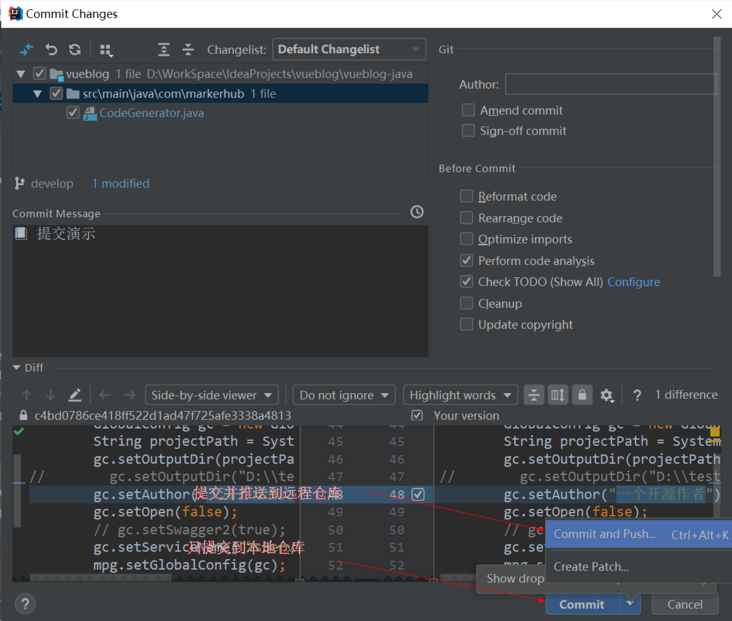 Commit Changes
Changelist: Default Changelist
vueblog 1 file D:\WorkSpace\IdeaProjects\vueblog\vueblog-java
src\main\java\com\markerhub 1 file
CodeGenerator.java
develop 1 modified
Commit Message
📘 提交演示
Git
Author:
Amend commit
Sign-off commit
Before Commit
Reformat code
Rearrange code
Optimize imports
Perform code analysis
Check TODO (Show All) Configure
Cleanup
Update copyright
Diff
Side-by-side viewer Do not ignore Highlight words ? 1 difference
c4bd0786ce418ff522d1ad47f725afe3338a4813 Your version
GlobalConfig gc = new Glob 44 44 GlobalConfig gc = new Glo
String projectPath = Syst 45 45 String projectPath = System
gc.setOutputDir(projectPa 46 46 gc.setOutputDir(projectPath
// gc.setOutputDir("D:\\te 47 47 // gc.setOutputDir("D:\\test
gc.setAuthor( 提交并推送到远程仓库 48 gc.setAuthor("一个开源作者")
gc.setOpen(false); 49 49 gc.setOpen(false);
// gc.setSwagger2(true); 50 50 // gc
gc.setService 只提交到本地仓库 51 51 gc.se
mpg.setGlobalConfig(gc); 52 52 mpg.s
Commit and Push... Ctrl+Alt+K
Create Patch...
Show drop
? Commit Cancel